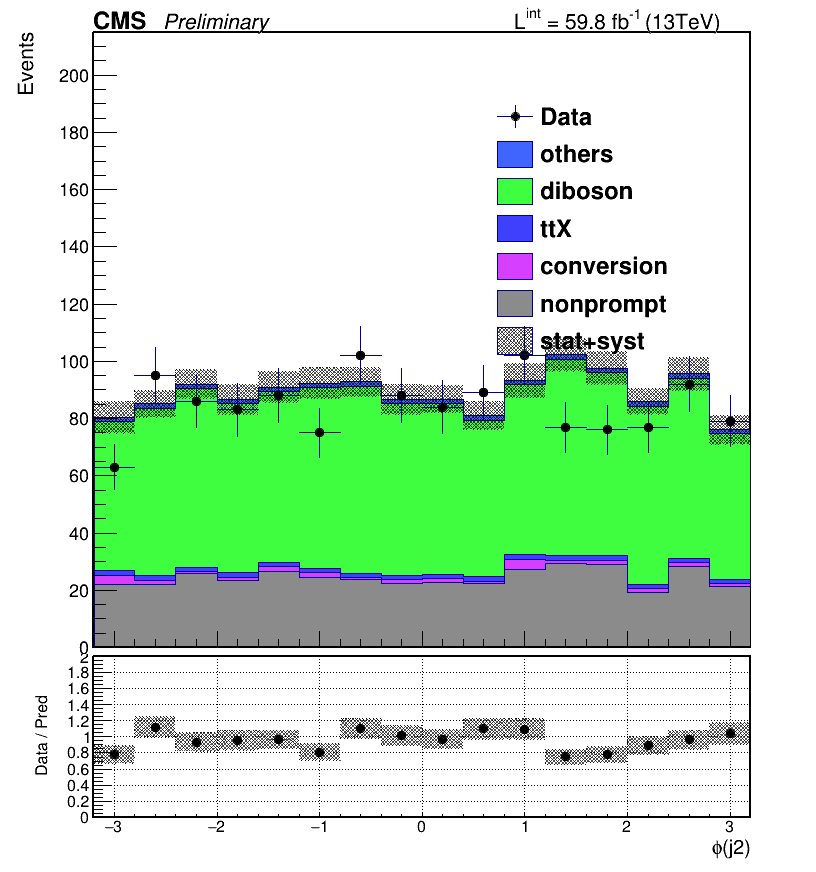 CMS Preliminary L^int = 59.8 fb^-1 (13TeV)
Events
200
180
160
140
120
100
80
60
40
20
0
Data
others
diboson
ttX
conversion
nonprompt
stat+syst
Data / Pred
2
1.8
1.6
1.4
1.2
1
0.8
0.6
0.4
0.2
0
−3 −2 −1 0 1 2 3
ϕ(j2)